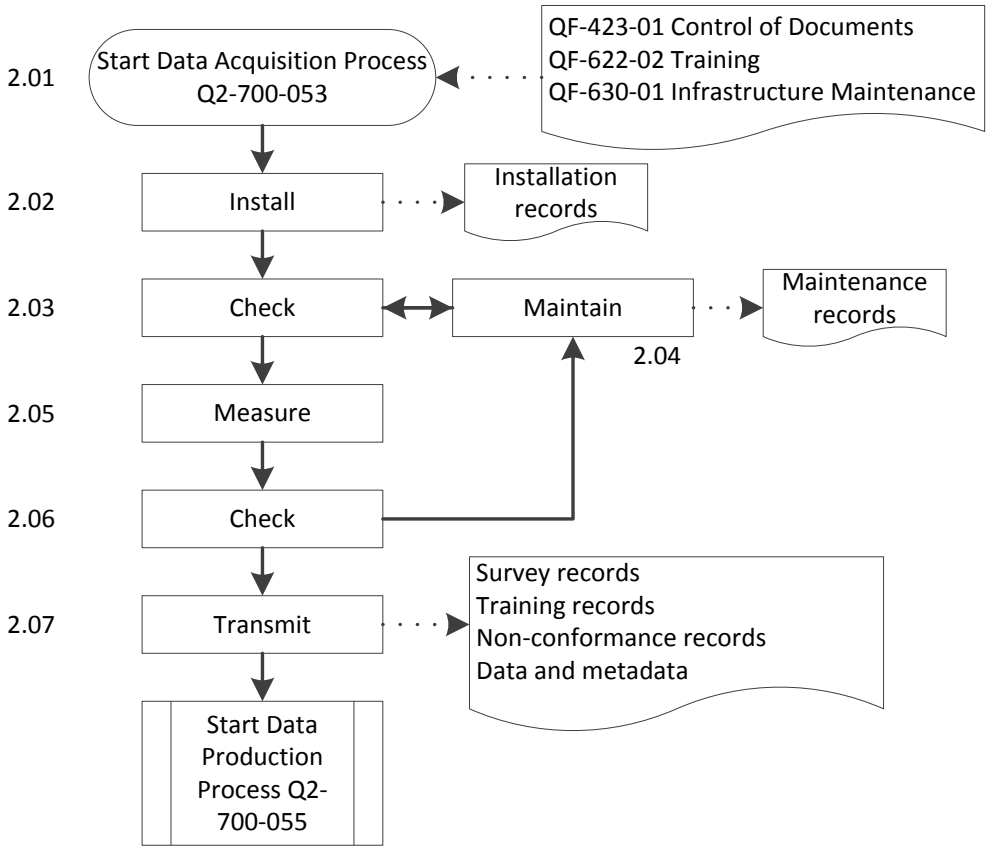 QF-423-01 Control of Documents
QF-622-02 Training
QF-630-01 Infrastructure Maintenance
2.01
Start Data Acquisition Process
Q2-700-053
2.02
Install
Installation
records
2.03
Check
Maintain
Maintenance
records
2.04
2.05
Measure
2.06
Check
2.07
Transmit
Survey records
Training records
Non-conformance records
Data and metadata
Start Data
Production
Process Q2-
700-055